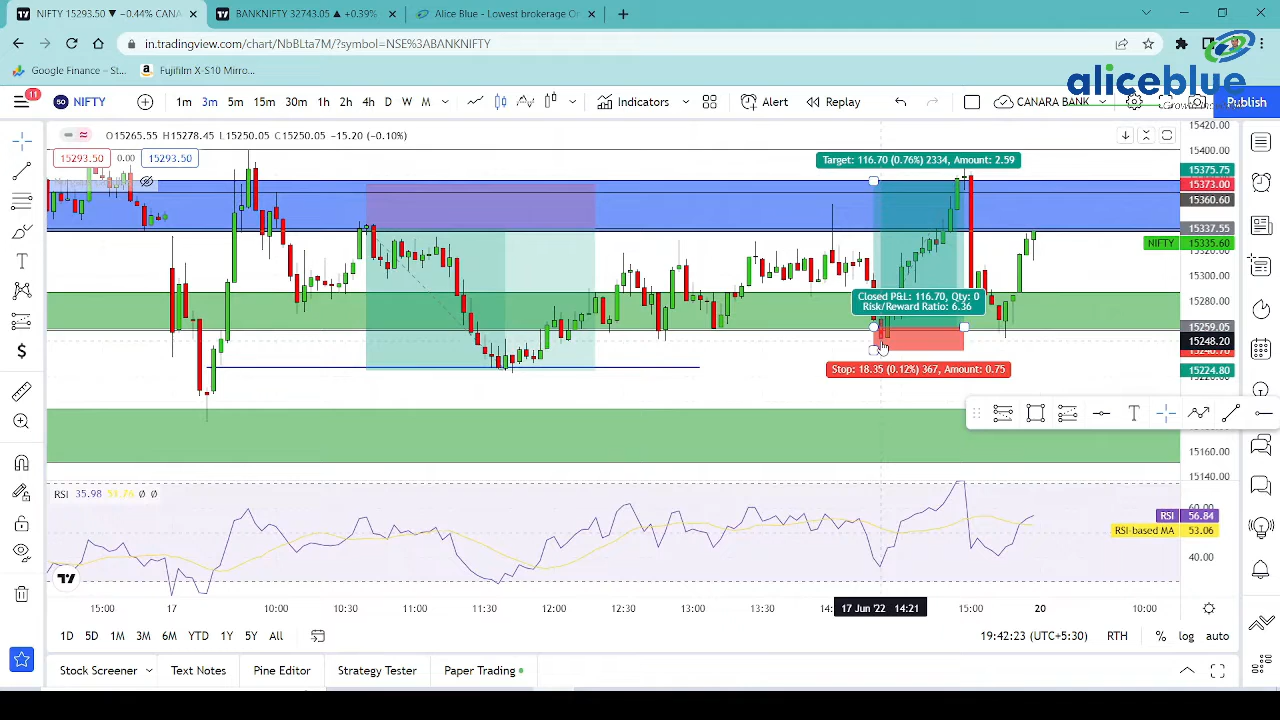 NIFTY 15293.50 ▼ −0.44% CANA
BANKNIFTY 32743.05 ▲ +0.39%
Alice Blue - Lowest brokerage On
in.tradingview.com/chart/NbBLta7M/?symbol=NSE%3ABANKNIFTY
Google Finance – St...
Fujifilm X-S10 Mirro...
aliceblue
11
50 NIFTY
1m 3m 5m 15m 30m 1h 2h 4h D W M
Indicators
Alert
Replay
CANARA BANK
Publish
O15265.55 H15278.45 L15250.05 C15250.05 −15.20 (−0.10%)
15293.50 0.00 15293.50
Target: 116.70 (0.76%) 2334, Amount: 2.59
Closed P&L: 116.70, Qty: 0
Risk/Reward Ratio: 6.36
Stop: 18.35 (0.12%) 367, Amount: 0.75
15420.00
15400.00
15375.75
15373.00
15360.60
15337.55
NIFTY 15335.60
15300.00
15280.00
15259.05
15248.20
15224.80
15160.00
15140.00
RSI 35.98 53.76 Ø Ø
RSI 56.84
RSI-based MA 53.06
40.00
15:00 17 10:00 10:30 11:00 11:30 12:00 12:30 13:00 13:30 17 Jun '22 14:21 15:00 20 10:00
1D 5D 1M 3M 6M YTD 1Y 5Y All
19:42:23 (UTC+5:30) RTH % log auto
Stock Screener Text Notes Pine Editor Strategy Tester Paper Trading